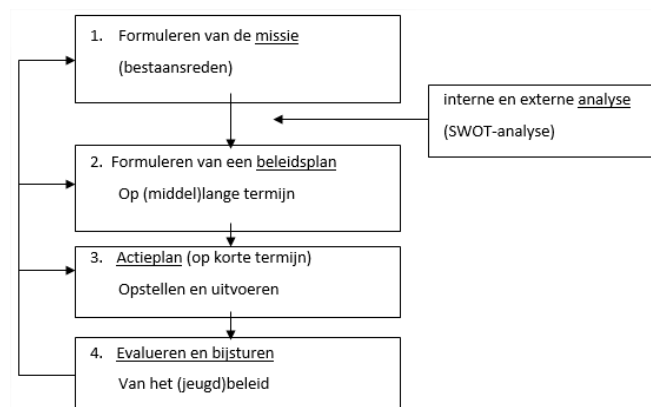 1. Formuleren van de missie
(bestaansreden)
interne en externe analyse
(SWOT-analyse)
2. Formuleren van een beleidsplan
Op (middel)lange termijn
3. Actieplan (op korte termijn)
Opstellen en uitvoeren
4. Evalueren en bijsturen
Van het (jeugd)beleid